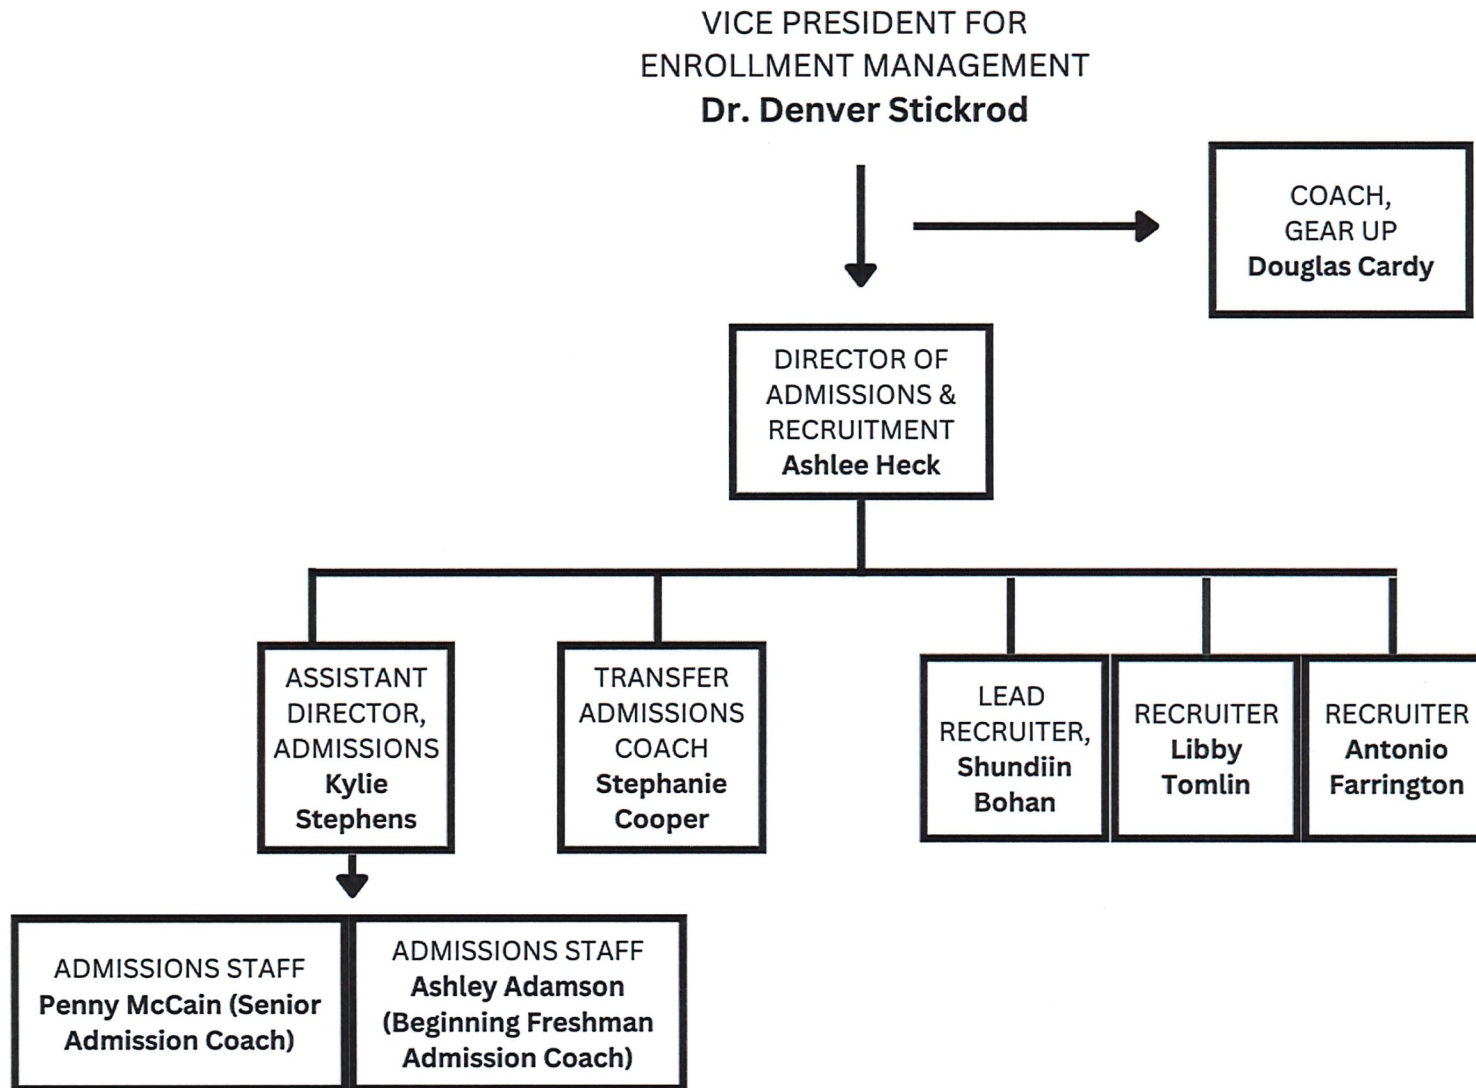 VICE PRESIDENT FOR
ENROLLMENT MANAGEMENT
Dr. Denver Stickrod
COACH,
GEAR UP
Douglas Cardy
DIRECTOR OF
ADMISSIONS &
RECRUITMENT
Ashlee Heck
ASSISTANT
DIRECTOR,
ADMISSIONS
Kylie
Stephens
TRANSFER
ADMISSIONS
COACH
Stephanie
Cooper
LEAD
RECRUITER,
Shundiin
Bohan
RECRUITER
Libby
Tomlin
RECRUITER
Antonio
Farrington
ADMISSIONS STAFF
Penny McCain (Senior
Admission Coach)
ADMISSIONS STAFF
Ashley Adamson
(Beginning Freshman
Admission Coach)